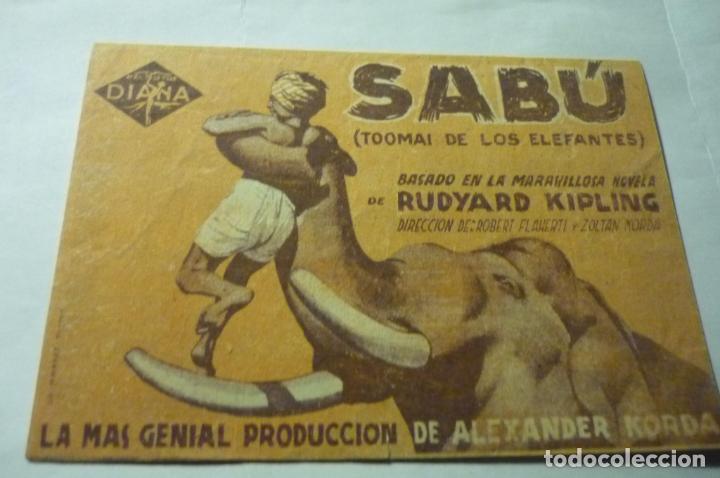 DIANA
SABÚ
(TOOMAI DE LOS ELEFANTES)
BASADO EN LA MARAVILLOSA NOVELA
DE RUDYARD KIPLING
DIRECCION DE: ROBERT FLAHERTI Y ZOLTAN KORDA
LA MAS GENIAL PRODUCCION DE ALEXANDER KORDA
todocoleccion